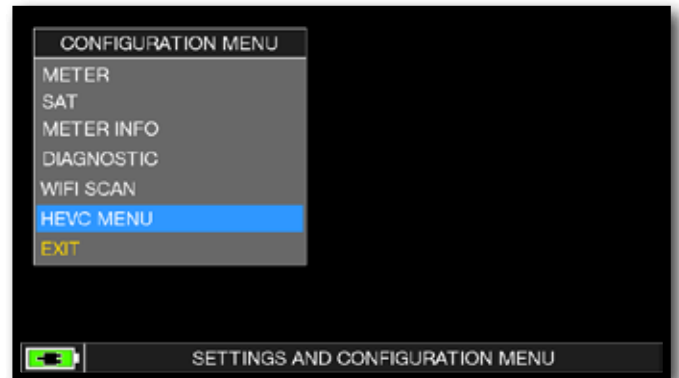 CONFIGURATION MENU
METER
SAT
METER INFO
DIAGNOSTIC
WIFI SCAN
HEVC MENU
EXIT
SETTINGS AND CONFIGURATION MENU